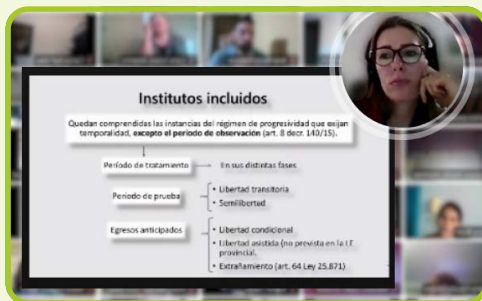 Institutos incluidos
Quedan comprendidas las instancias del régimen de progresividad que exijan
temporalidad, excepto el periodo de observación (art. 8 decr. 140/15).
Período de tratamiento
En sus distintas fases
Periodo de prueba
• Libertad transitoria
• Semilibertad
Egresos anticipados
• Libertad condicional
• Libertad asistida (no prevista en la LE
provincial.
• Extrañamiento (art. 64 Ley 25.871)